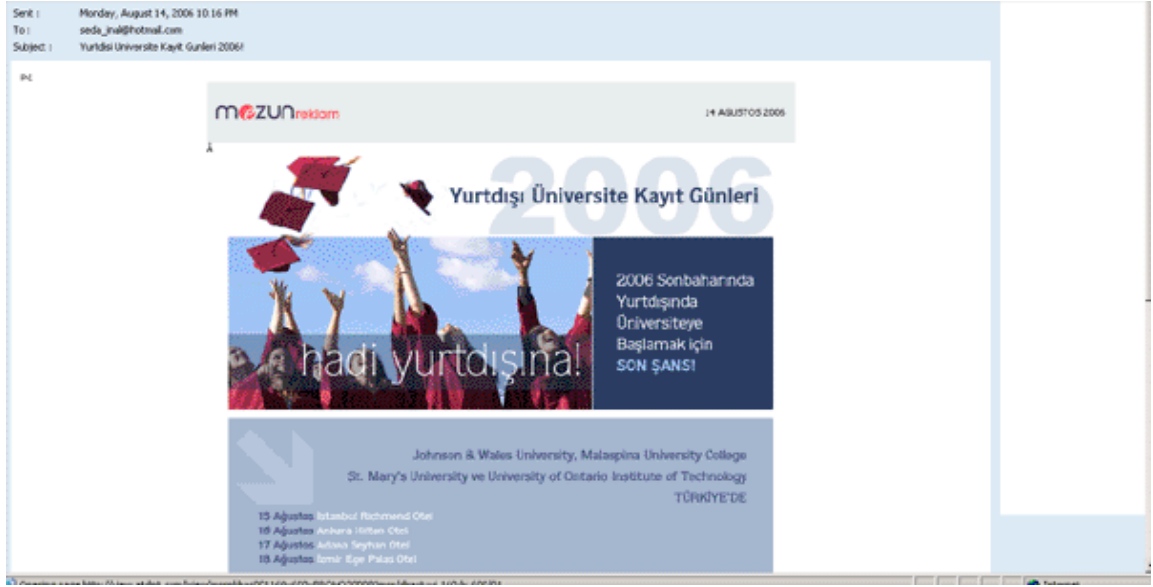 Sent :
Monday, August 14, 2006 10:16 PM
To :
seda_inal@hotmail.com
Subject :
Yurtdisi Universite Kayit Gunleri 2006!
mezunreklam
14 AGUSTOS 2006
Â
2006
Yurtdışı Üniversite Kayıt Günleri
hadi yurtdışına!
2006 Sonbaharında
Yurtdışında
Üniversiteye
Başlamak için
SON ŞANS!
Johnson & Wales University, Malaspina University College
St. Mary's University ve University of Ontario Institute of Technology
TÜRKİYE'DE
15 Ağustos İstanbul Richmond Otel
16 Ağustos Ankara Hilton Otel
17 Ağustos Adana Seyhan Otel
18 Ağustos İzmir Ege Palas Otel
Opening page
Internet